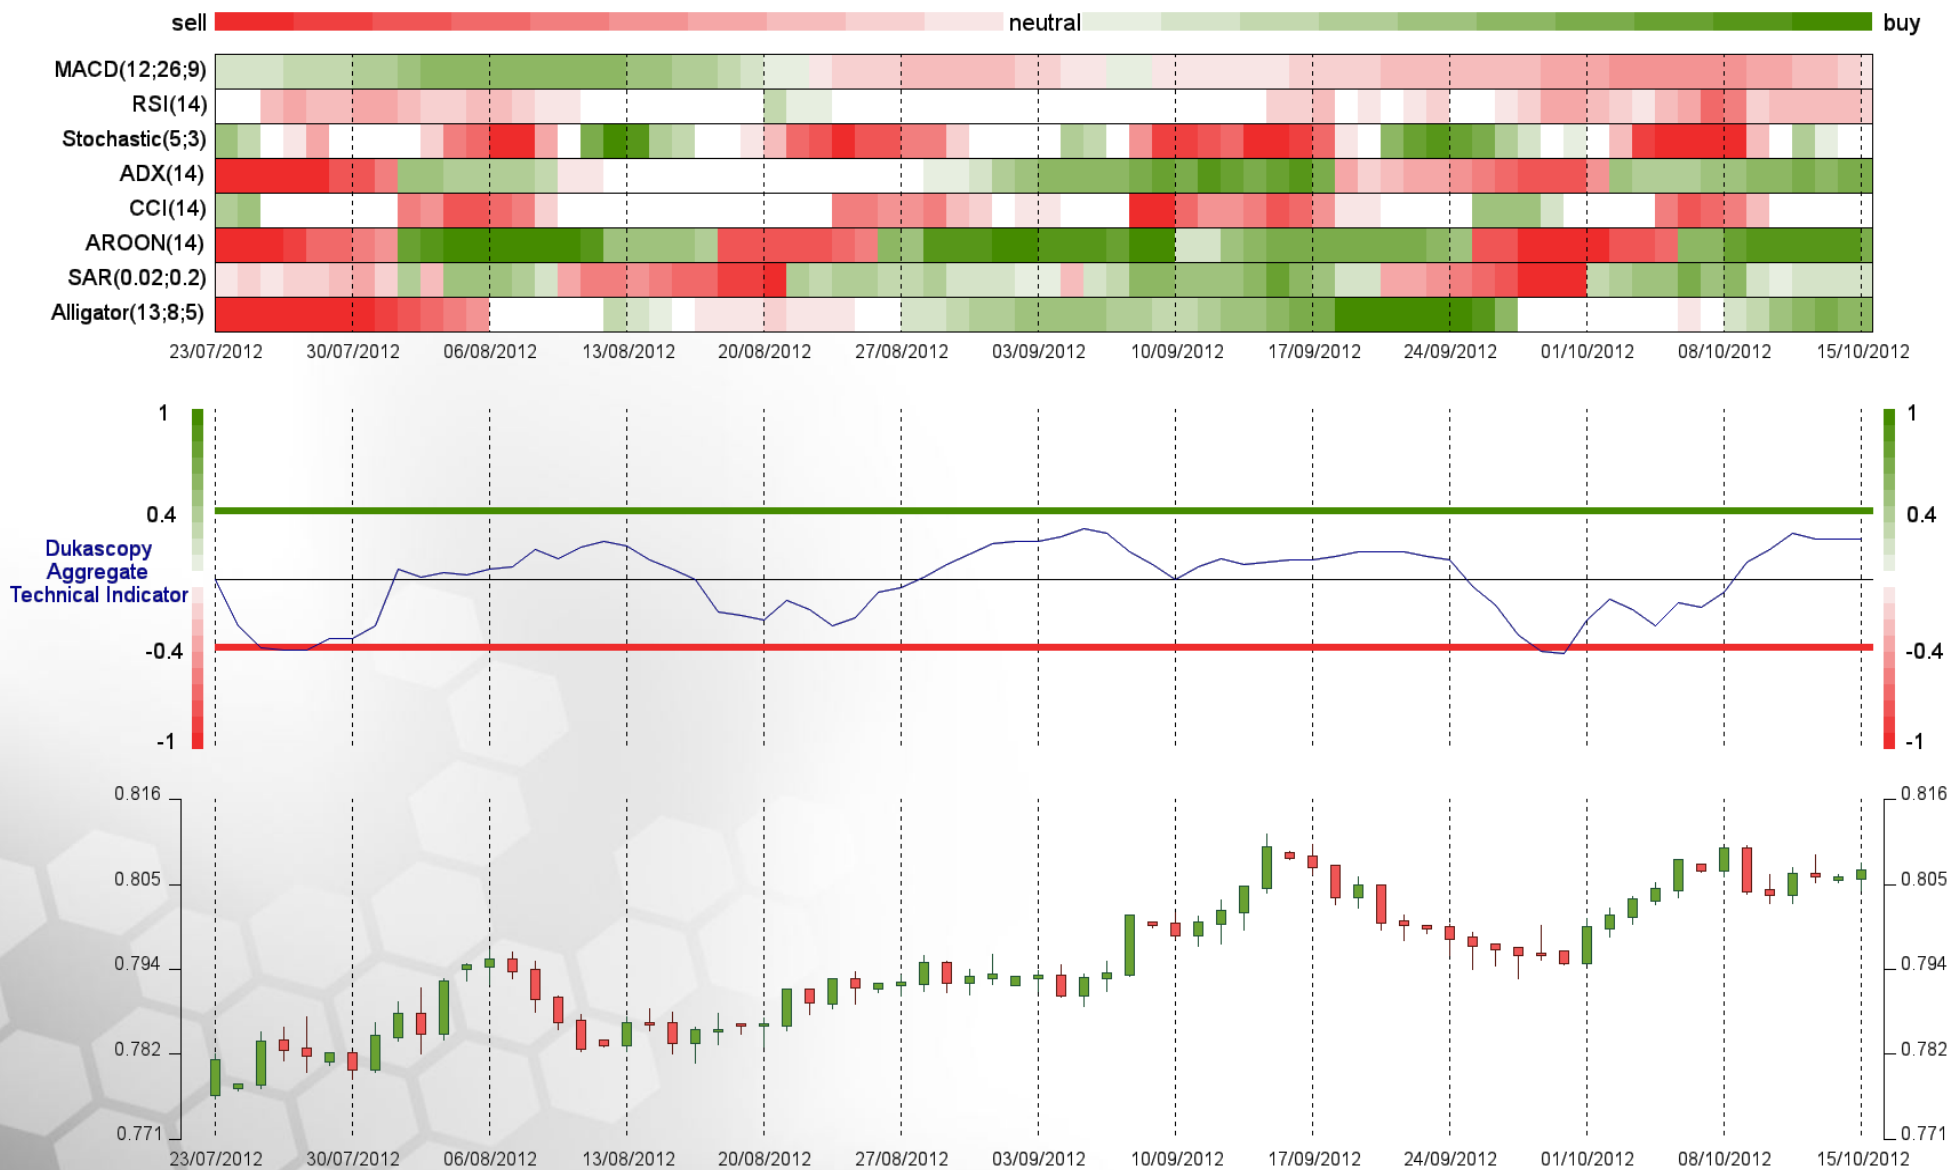 sell neutral buy
MACD(12;26;9)
RSI(14)
Stochastic(5;3)
ADX(14)
CCI(14)
AROON(14)
SAR(0.02;0.2)
Alligator(13;8;5)
23/07/2012 30/07/2012 06/08/2012 13/08/2012 20/08/2012 27/08/2012 03/09/2012 10/09/2012 17/09/2012 24/09/2012 01/10/2012 08/10/2012 15/10/2012
1 1
0.4 0.4
Dukascopy
Aggregate
Technical Indicator
-0.4 -0.4
-1 -1
0.816 0.816
0.805 0.805
0.794 0.794
0.782 0.782
0.771 0.771
23/07/2012 30/07/2012 06/08/2012 13/08/2012 20/08/2012 27/08/2012 03/09/2012 10/09/2012 17/09/2012 24/09/2012 01/10/2012 08/10/2012 15/10/2012